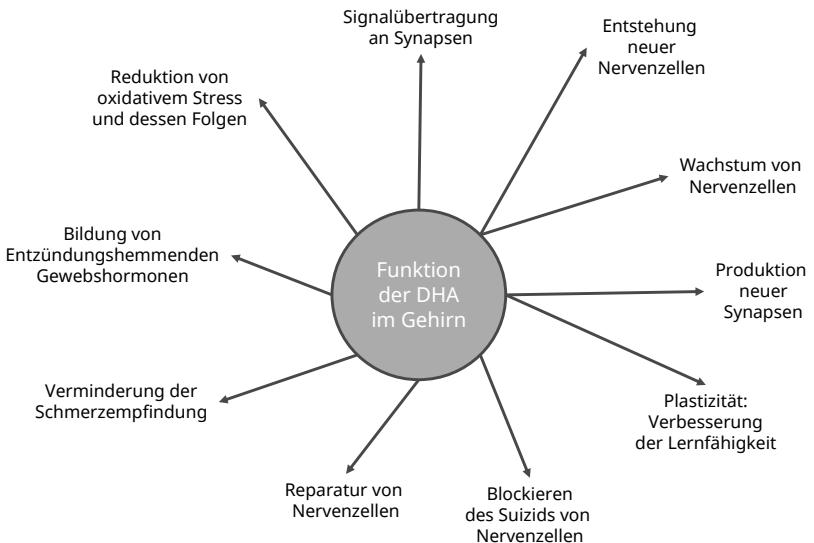 Signalübertragung
an Synapsen
Entstehung
neuer
Nervenzellen
Reduktion von
oxidativem Stress
und dessen Folgen
Wachstum von
Nervenzellen
Bildung von
Entzündungshemmenden
Gewebshormonen
Funktion
der DHA
im Gehirn
Produktion
neuer
Synapsen
Verminderung der
Schmerzempfindung
Plastizität:
Verbesserung
der Lernfähigkeit
Reparatur von
Nervenzellen
Blockieren
des Suizids von
Nervenzellen